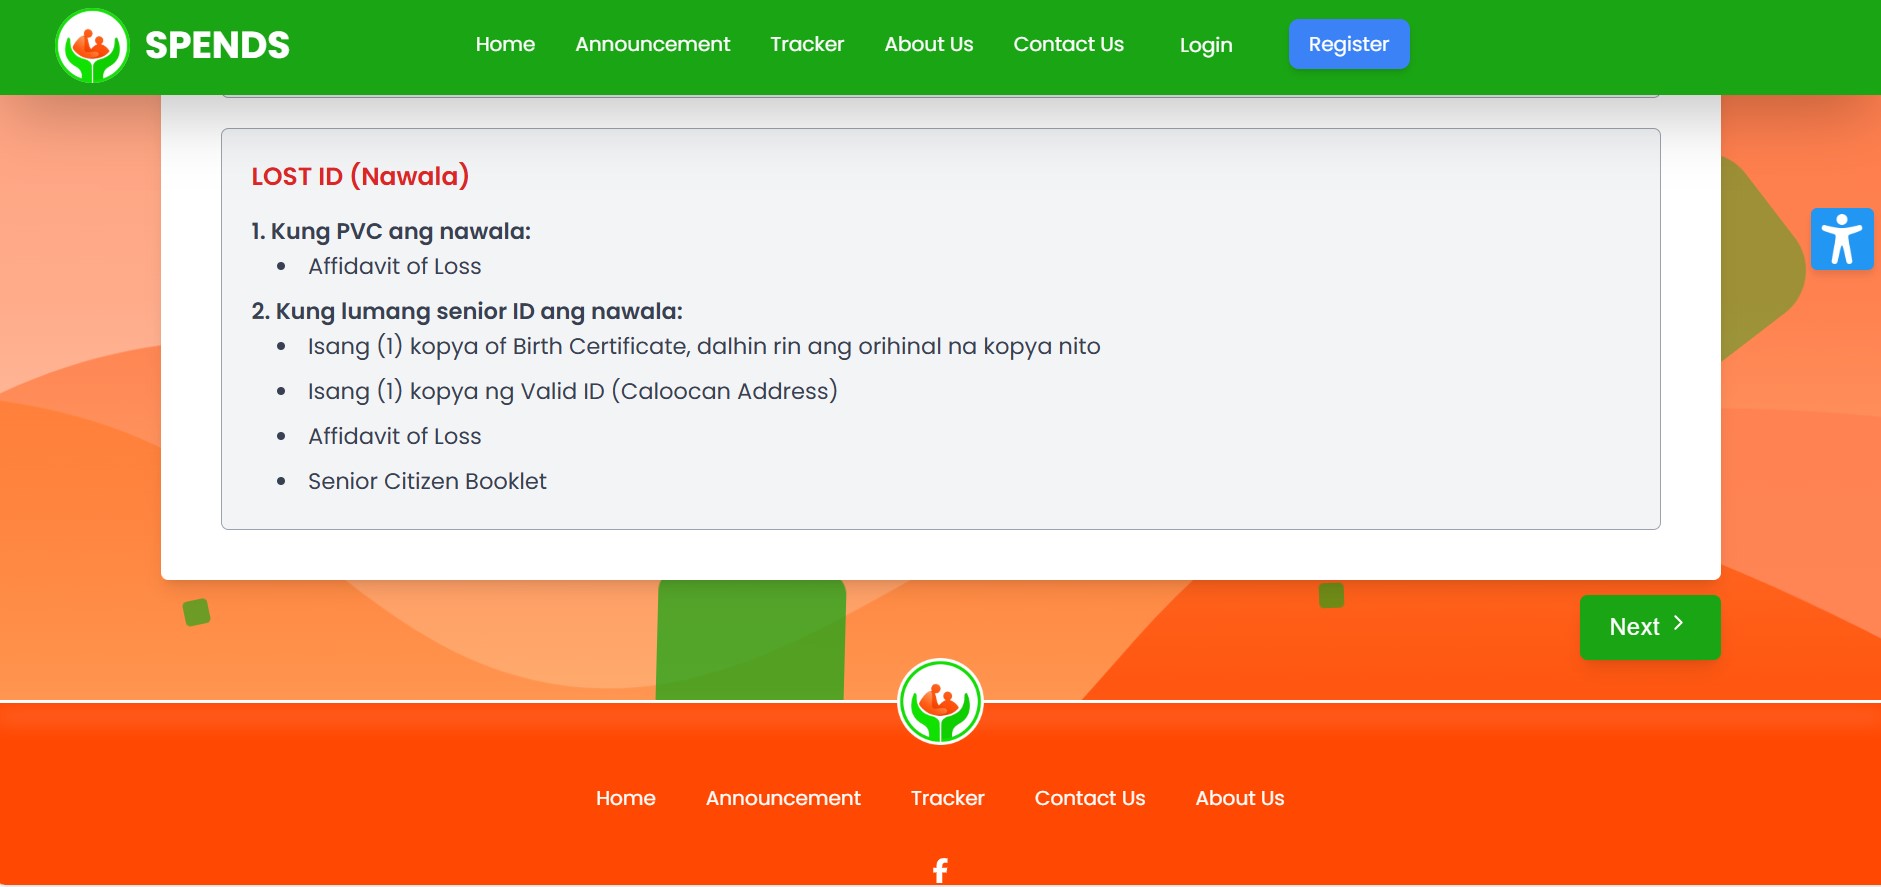 SPENDS
Home Announcement Tracker About Us Contact Us Login Register
LOST ID (Nawala)
1. Kung PVC ang nawala:
Affidavit of Loss
2. Kung lumang senior ID ang nawala:
Isang (1) kopya of Birth Certificate, dalhin rin ang orihinal na kopya nito
Isang (1) kopya ng Valid ID (Caloocan Address)
Affidavit of Loss
Senior Citizen Booklet
Next
Home Announcement Tracker Contact Us About Us